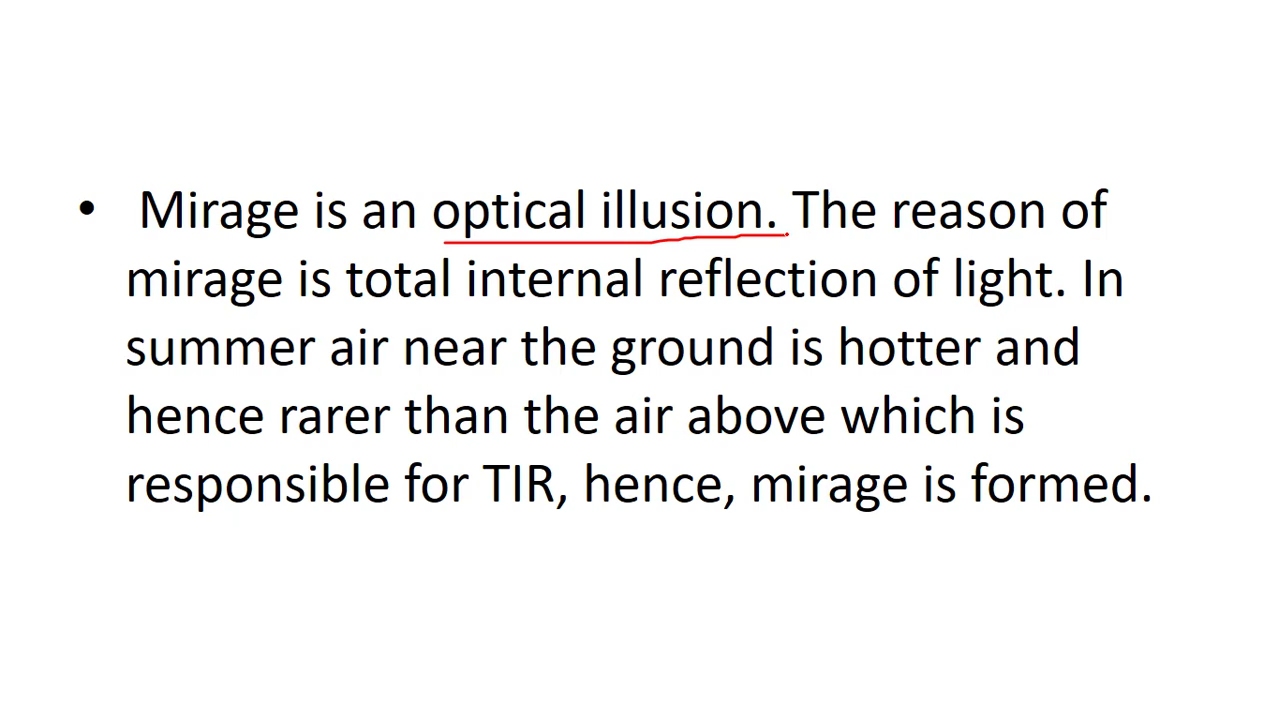 • Mirage is an optical illusion. The reason of
mirage is total internal reflection of light. In
summer air near the ground is hotter and
hence rarer than the air above which is
responsible for TIR, hence, mirage is formed.